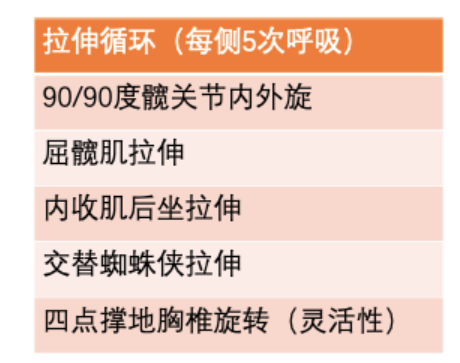 拉伸循环（每侧5次呼吸）
90/90度髋关节内外旋
屈髋肌拉伸
内收肌后坐拉伸
交替蜘蛛侠拉伸
四点撑地胸椎旋转（灵活性）